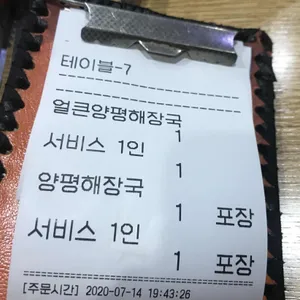 테이블-7
--------------------
--------------------
얼큰양평해장국
1
서비스 1인
1
양평해장국
1 포장
서비스 1인
1 포장
====================
[주문시간] 2020-07-14 19:43:26